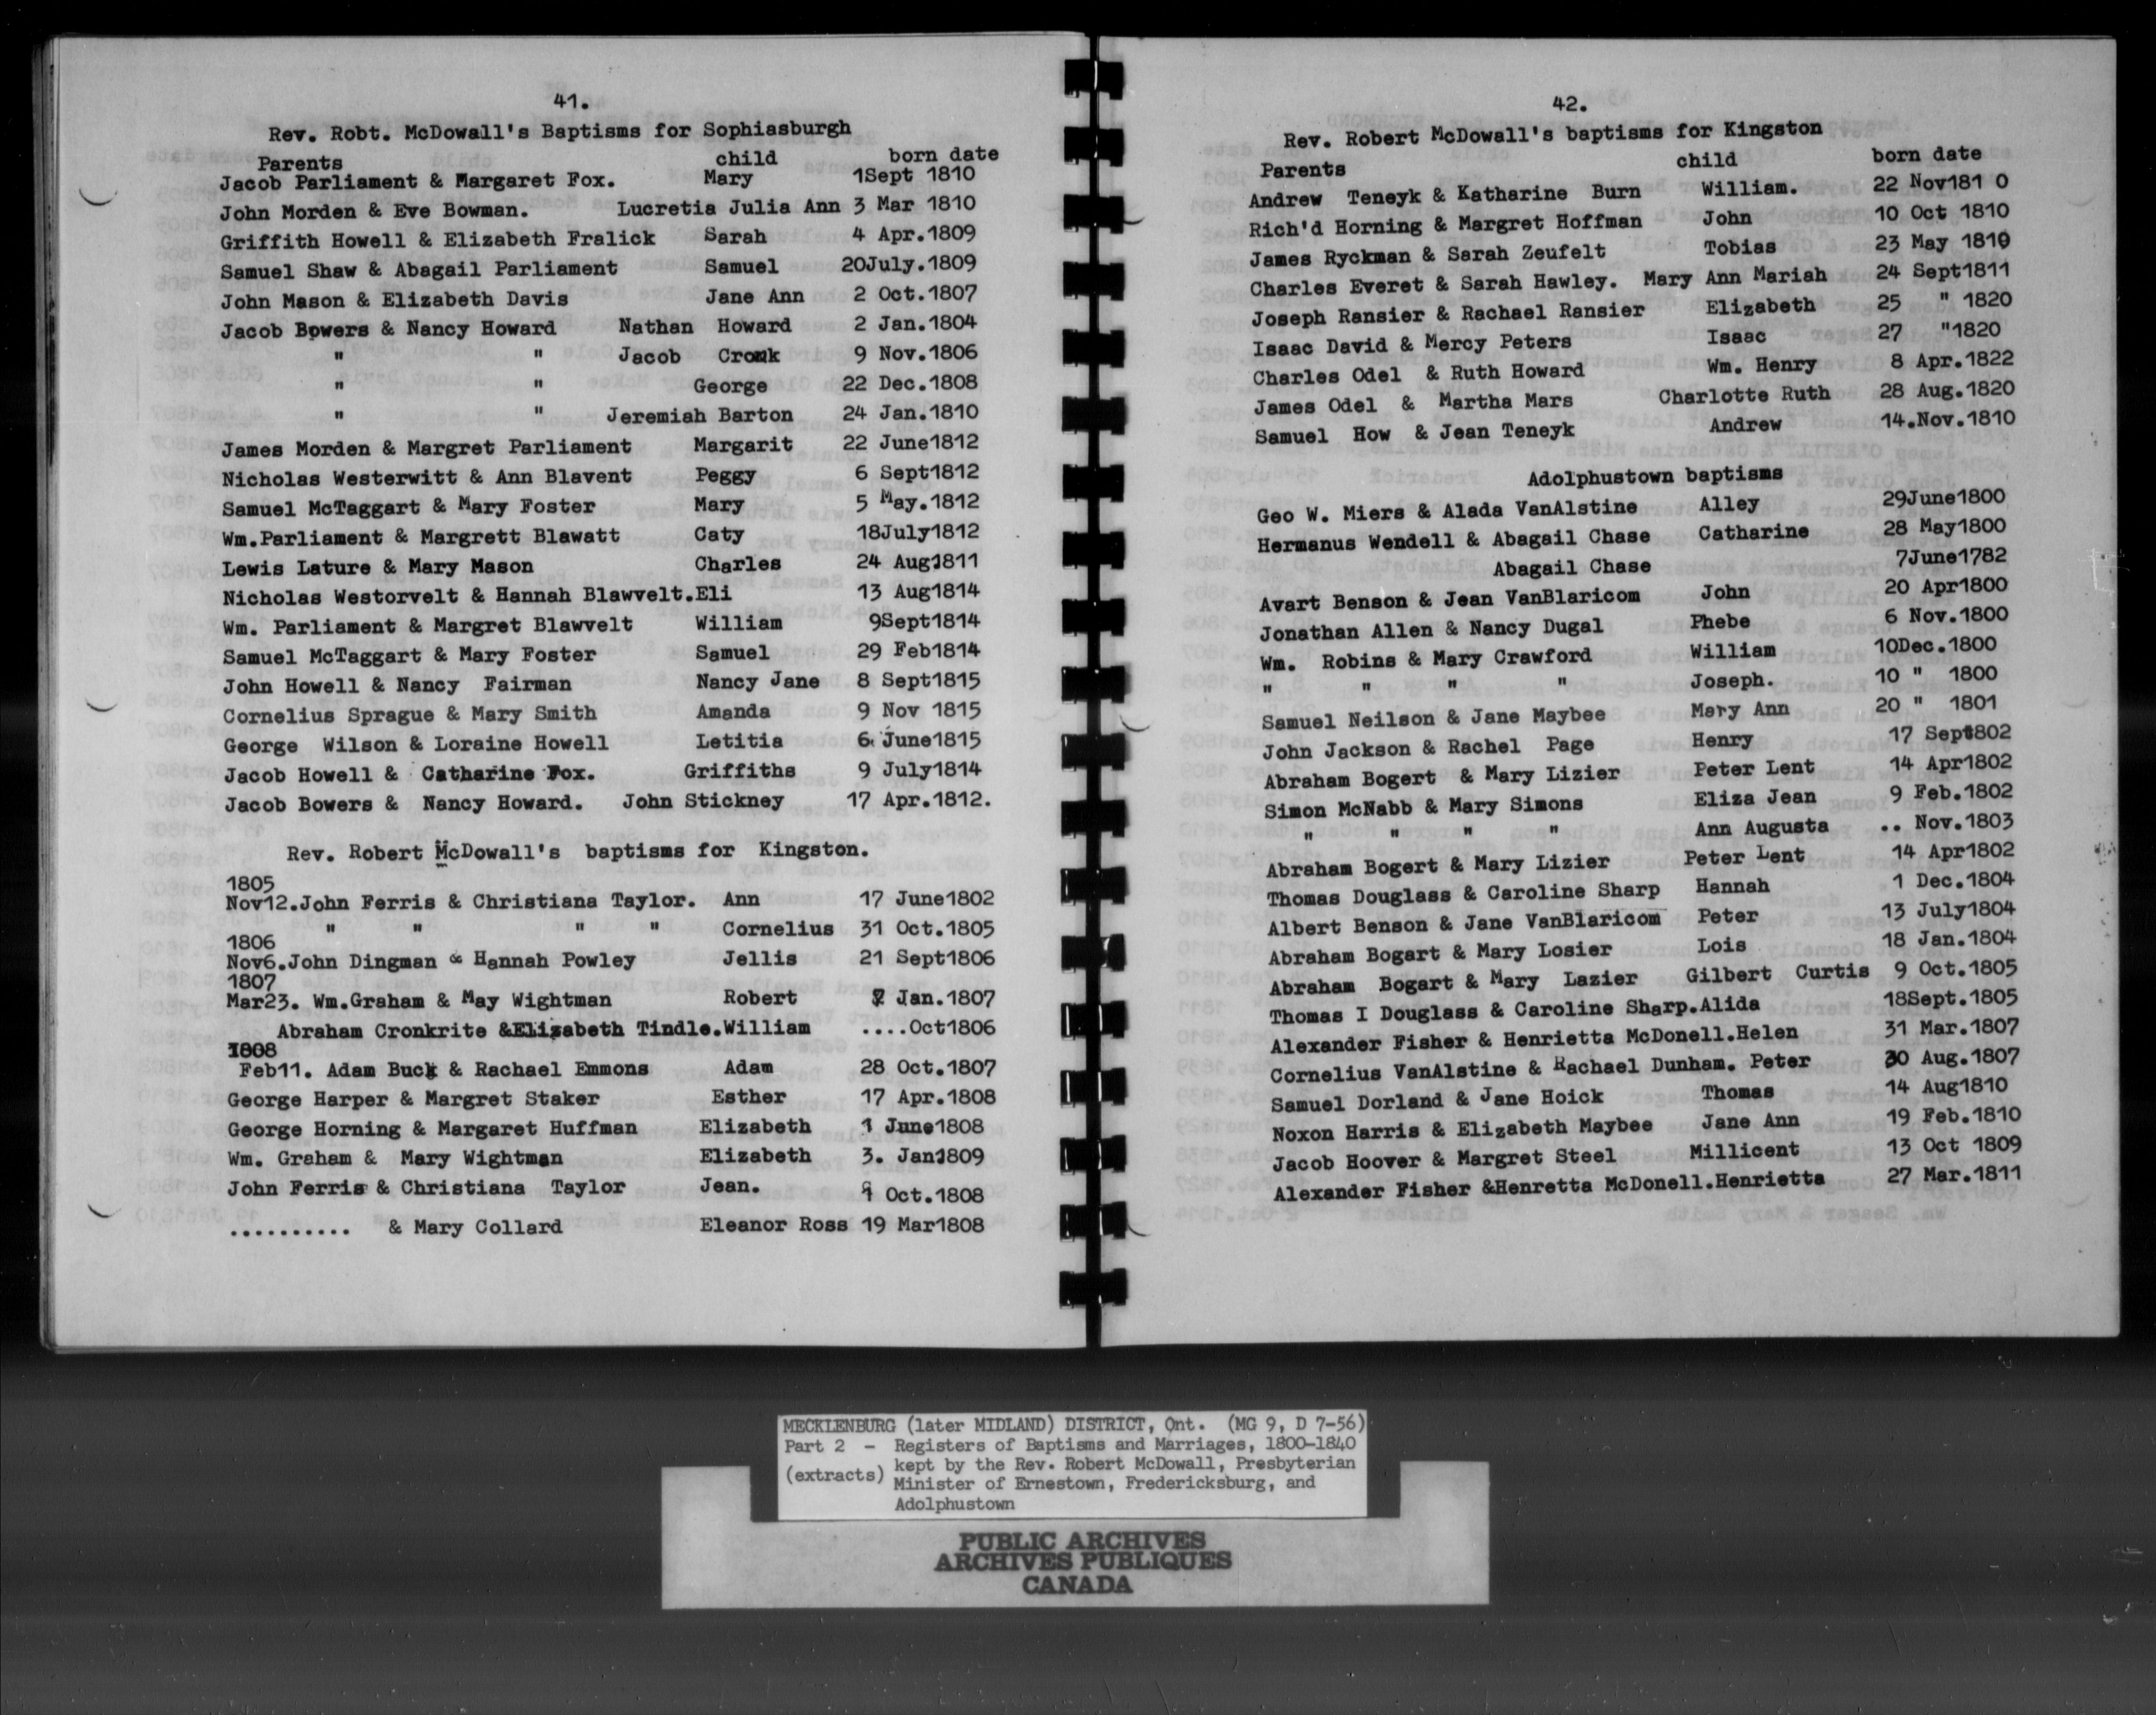 41.
Rev. Robt. McDowall's Baptisms for Sophiasburgh
Parents child born date
Jacob Parliament & Margaret Fox. Mary 1Sept 1810
John Morden & Eve Bowman. Lucretia Julia Ann 3 Mar 1810
Griffith Howell & Elizabeth Fralick Sarah 4 Apr.1809
Samuel Shaw & Abagail Parliament Samuel 20July.1809
John Mason & Elizabeth Davis Jane Ann 2 Oct.1807
Jacob Bowers & Nancy Howard Nathan Howard 2 Jan.1804
" " Jacob Cronk 9 Nov.1806
" " George 22 Dec.1808
" " Jeremiah Barton 24 Jan.1810
James Morden & Margret Parliament Margarit 22 June1812
Nicholas Westerwitt & Ann Blavent Peggy 6 Sept1812
Samuel McTaggart & Mary Foster Mary 5 May.1812
Wm.Parliament & Margrett Blawatt Caty 18July1812
Lewis Lature & Mary Mason Charles 24 Aug1811
Nicholas Westorvelt & Hannah Blawvelt.Eli 13 Aug1814
Wm. Parliament & Margret Blawvelt William 9Sept1814
Samuel McTaggart & Mary Foster Samuel 29 Feb1814
John Howell & Nancy Fairman Nancy Jane 8 Sept1815
Cornelius Sprague & Mary Smith Amanda 9 Nov 1815
George Wilson & Loraine Howell Letitia 6 June1815
Jacob Howell & Catharine Fox. Griffiths 9 July1814
Jacob Bowers & Nancy Howard. John Stickney 17 Apr.1812.
Rev. Robert McDowall's baptisms for Kingston.
1805
Nov12.John Ferris & Christiana Taylor. Ann 17 June1802
" " " " Cornelius 31 Oct.1805
1806
Nov6.John Dingman & Hannah Powley Jellis 21 Sept1806
1807
Mar23. Wm.Graham & May Wightman Robert Jan.1807
Abraham Cronkrite &Elizabeth Tindle.William ....Oct1806
1808
Feb11. Adam Buck & Rachael Emmons Adam 28 Oct.1807
George Harper & Margret Staker Esther 17 Apr.1808
George Horning & Margaret Huffman Elizabeth 1 June1808
Wm. Graham & Mary Wightman Elizabeth 3. Jan1809
John Ferris & Christiana Taylor Jean. Oct.1808
.......... & Mary Collard Eleanor Ross 19 Mar1808
42.
Rev. Robert McDowall's baptisms for Kingston
Parents child born date
Andrew Teneyk & Katharine Burn William. 22 Nov181 0
Rich'd Horning & Margret Hoffman John 10 Oct 1810
James Ryckman & Sarah Zeufelt Tobias 23 May 1810
Charles Everet & Sarah Hawley. Mary Ann Mariah 24 Sept1811
Joseph Ransier & Rachael Ransier Elizabeth 25 " 1820
Isaac David & Mercy Peters Isaac 27 "1820
Charles Odel & Ruth Howard Wm. Henry 8 Apr.1822
James Odel & Martha Mars Charlotte Ruth 28 Aug.1820
Samuel How & Jean Teneyk Andrew 14.Nov.1810
Adolphustown baptisms
Geo W. Miers & Alada VanAlstine Alley 29June1800
Hermanus Wendell & Abagail Chase Catharine 28 May1800
Abagail Chase 7June1782
Avart Benson & Jean VanBlaricom John 20 Apr1800
Jonathan Allen & Nancy Dugal Phebe 6 Nov.1800
Wm. Robins & Mary Crawford William 10Dec.1800
" " " " Joseph. 10 " 1800
Samuel Neilson & Jane Maybee Mary Ann 20 " 1801
John Jackson & Rachel Page Henry 17 Sept802
Abraham Bogert & Mary Lizier Peter Lent 14 Apr1802
Simon McNabb & Mary Simons Eliza Jean 9 Feb.1802
" " " " Ann Augusta .. Nov.1803
Abraham Bogert & Mary Lizier Peter Lent 14 Apr1802
Thomas Douglass & Caroline Sharp Hannah 1 Dec.1804
Albert Benson & Jane VanBlaricom Peter 13 July1804
Abraham Bogart & Mary Losier Lois 18 Jan.1804
Abraham Bogart & Mary Lazier Gilbert Curtis 9 Oct.1805
Thomas I Douglass & Caroline Sharp.Alida 18Sept.1805
Alexander Fisher & Henrietta McDonell.Helen 31 Mar.1807
Cornelius VanAlstine & Rachael Dunham. Peter 30 Aug.1807
Samuel Dorland & Jane Hoick Thomas 14 Aug1810
Noxon Harris & Elizabeth Maybee Jane Ann 19 Feb.1810
Jacob Hoover & Margret Steel Millicent 13 Oct 1809
Alexander Fisher &Henretta McDonell.Henrietta 27 Mar.1811
MECKLENBURG (later MIDLAND) DISTRICT, Ont. (MG 9, D 7-56)
Part 2 - Registers of Baptisms and Marriages, 1800-1840
(extracts) kept by the Rev. Robert McDowall, Presbyterian
Minister of Ernestown, Fredericksburg, and
Adolphustown
PUBLIC ARCHIVES
ARCHIVES PUBLIQUES
CANADA